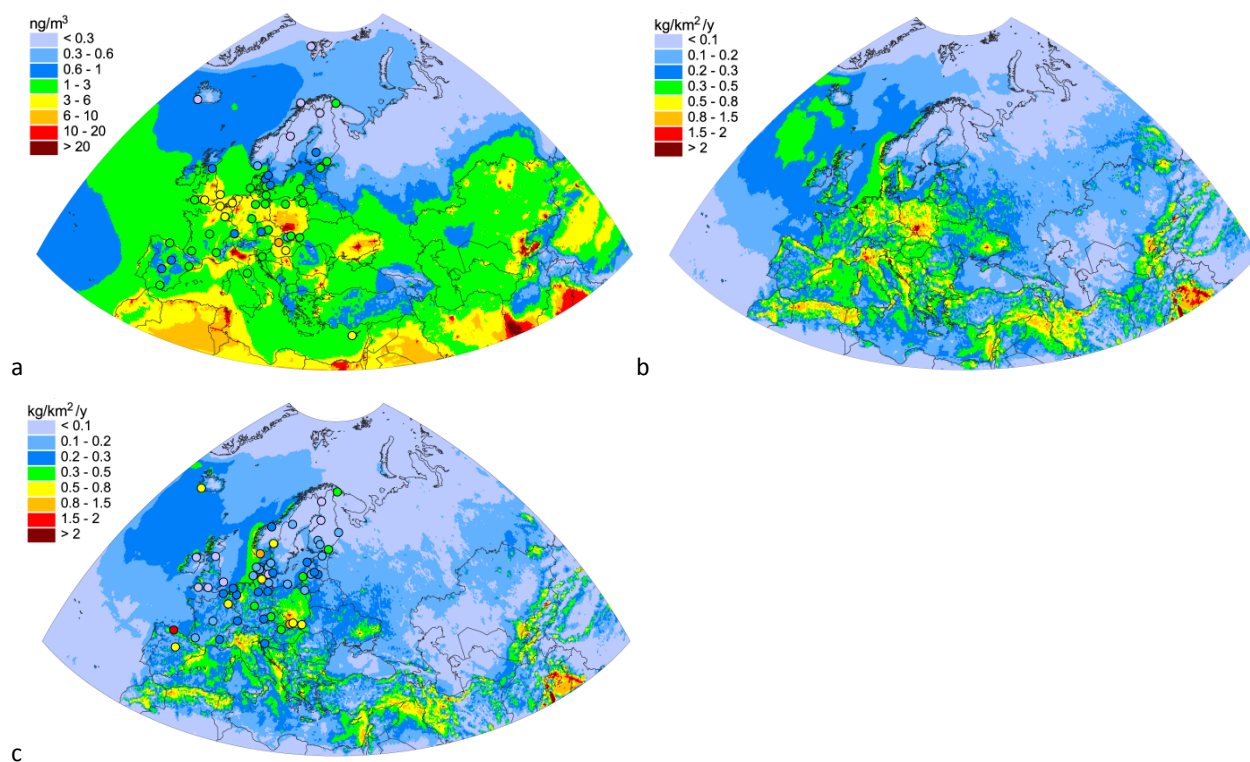 ng/m³
< 0.3
0.3 - 0.6
0.6 - 1
1 - 3
3 - 6
6 - 10
10 - 20
> 20
a
kg/km²/y
< 0.1
0.1 - 0.2
0.2 - 0.3
0.3 - 0.5
0.5 - 0.8
0.8 - 1.5
1.5 - 2
> 2
b
kg/km²/y
< 0.1
0.1 - 0.2
0.2 - 0.3
0.3 - 0.5
0.5 - 0.8
0.8 - 1.5
1.5 - 2
> 2
c